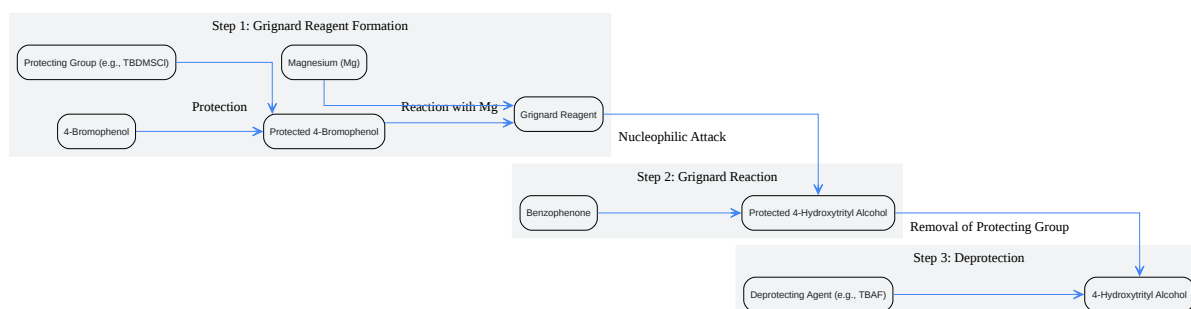 Step 1: Grignard Reagent Formation
Protecting Group (e.g., TBDMSCl)
Magnesium (Mg)
Protection
Reaction with Mg
Grignard Reagent
4-Bromophenol
Protected 4-Bromophenol
Nucleophilic Attack
Step 2: Grignard Reaction
Benzophenone
Protected 4-Hydroxytrityl Alcohol
Removal of Protecting Group
Step 3: Deprotection
Deprotecting Agent (e.g., TBAF)
4-Hydroxytrityl Alcohol